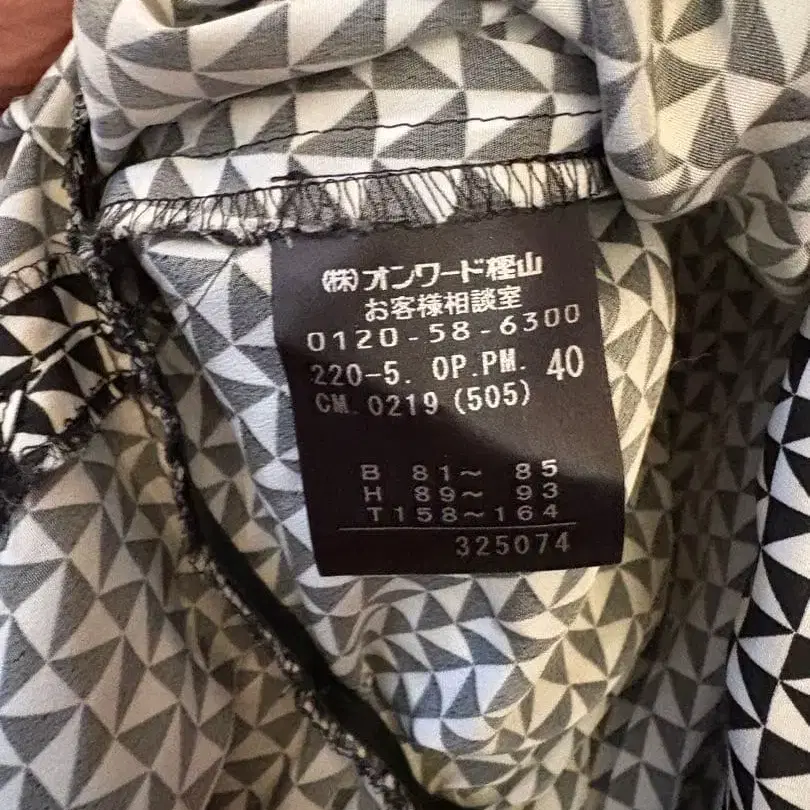 (株)オンワード樫山
お客様相談室
0120-58-6300
220-5. OP.PM. 40
CM.0219(505)
B 81〜 85
H 89〜 93
T158〜164
325074